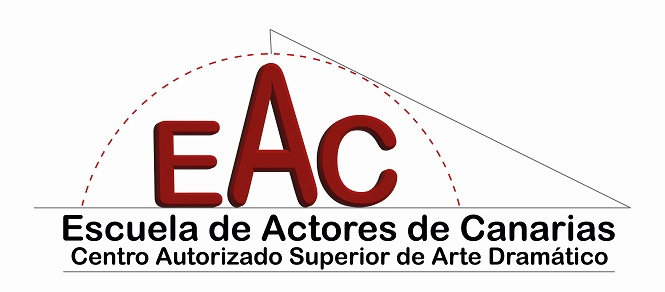 EAC
Escuela de Actores de Canarias
Centro Autorizado Superior de Arte Dramático